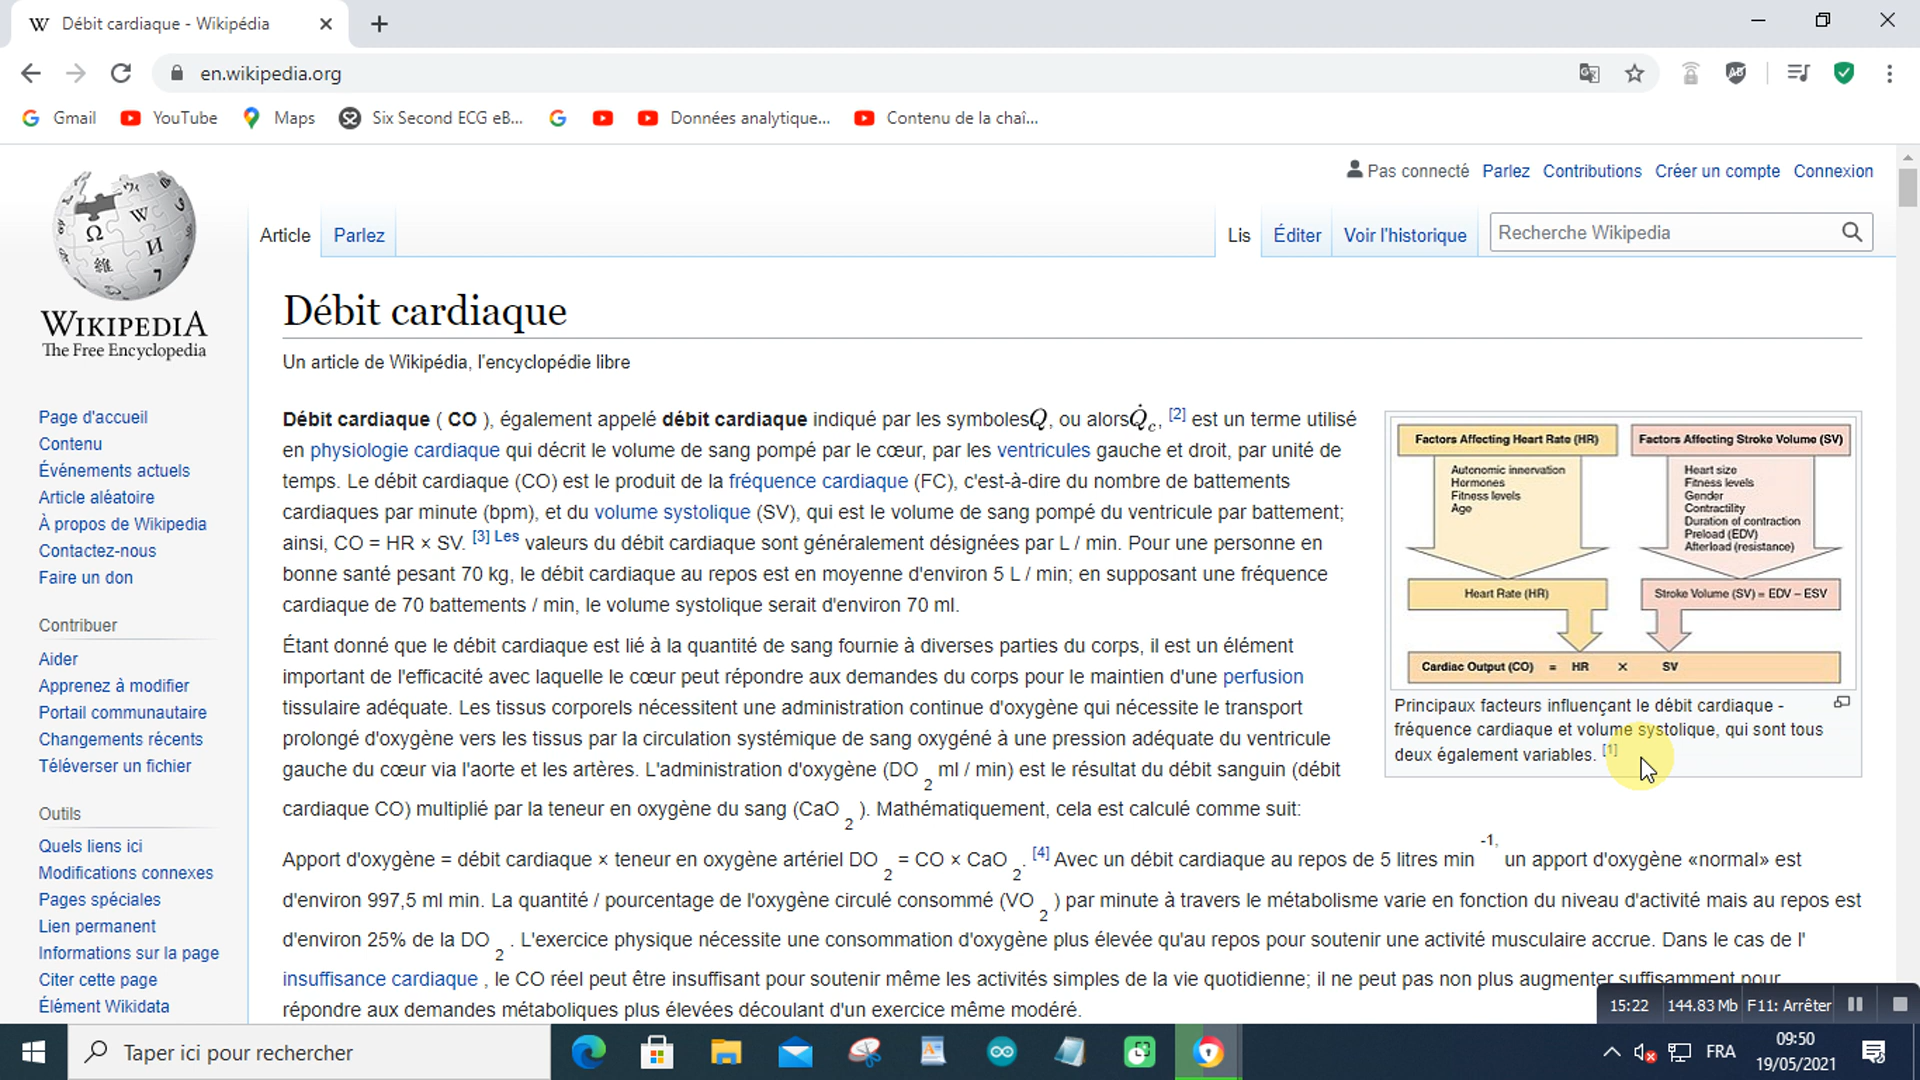 Débit cardiaque - Wikipédia
en.wikipedia.org
Gmail YouTube Maps Six Second ECG eB... Données analytique... Contenu de la chaî...
Pas connecté Parlez Contributions Créer un compte Connexion
Article Parlez Lis Éditer Voir l'historique Recherche Wikipedia
WIKIPEDIA
The Free Encyclopedia
Page d'accueil
Contenu
Événements actuels
Article aléatoire
À propos de Wikipedia
Contactez-nous
Faire un don
Contribuer
Aider
Apprenez à modifier
Portail communautaire
Changements récents
Téléverser un fichier
Outils
Quels liens ici
Modifications connexes
Pages spéciales
Lien permanent
Informations sur la page
Citer cette page
Élément Wikidata
Débit cardiaque
Un article de Wikipédia, l'encyclopédie libre
Débit cardiaque ( CO ), également appelé débit cardiaque indiqué par les symboles Q, ou alors Q̇c, [2] est un terme utilisé
en physiologie cardiaque qui décrit le volume de sang pompé par le cœur, par les ventricules gauche et droit, par unité de
temps. Le débit cardiaque (CO) est le produit de la fréquence cardiaque (FC), c'est-à-dire du nombre de battements
cardiaques par minute (bpm), et du volume systolique (SV), qui est le volume de sang pompé du ventricule par battement;
ainsi, CO = HR × SV. [3] Les valeurs du débit cardiaque sont généralement désignées par L / min. Pour une personne en
bonne santé pesant 70 kg, le débit cardiaque au repos est en moyenne d'environ 5 L / min; en supposant une fréquence
cardiaque de 70 battements / min, le volume systolique serait d'environ 70 ml.
Étant donné que le débit cardiaque est lié à la quantité de sang fournie à diverses parties du corps, il est un élément
important de l'efficacité avec laquelle le cœur peut répondre aux demandes du corps pour le maintien d'une perfusion
tissulaire adéquate. Les tissus corporels nécessitent une administration continue d'oxygène qui nécessite le transport
prolongé d'oxygène vers les tissus par la circulation systémique de sang oxygéné à une pression adéquate du ventricule
gauche du cœur via l'aorte et les artères. L'administration d'oxygène (DO 2 ml / min) est le résultat du débit sanguin (débit
cardiaque CO) multiplié par la teneur en oxygène du sang (CaO 2 ). Mathématiquement, cela est calculé comme suit:
Apport d'oxygène = débit cardiaque × teneur en oxygène artériel DO 2 = CO × CaO 2. [4] Avec un débit cardiaque au repos de 5 litres min -1, un apport d'oxygène «normal» est
d'environ 997,5 ml min. La quantité / pourcentage de l'oxygène circulé consommé (VO 2 ) par minute à travers le métabolisme varie en fonction du niveau d'activité mais au repos est
d'environ 25% de la DO 2 . L'exercice physique nécessite une consommation d'oxygène plus élevée qu'au repos pour soutenir une activité musculaire accrue. Dans le cas de l'
insuffisance cardiaque , le CO réel peut être insuffisant pour soutenir même les activités simples de la vie quotidienne; il ne peut pas non plus augmenter suffisamment pour
répondre aux demandes métaboliques plus élevées découlant d'un exercice même modéré.
Factors Affecting Heart Rate (HR)
Autonomic innervation
Hormones
Fitness levels
Age
Factors Affecting Stroke Volume (SV)
Heart size
Fitness levels
Gender
Contractility
Duration of contraction
Preload (EDV)
Afterload (resistance)
Heart Rate (HR)
Stroke Volume (SV) = EDV – ESV
Cardiac Output (CO) = HR × SV
Principaux facteurs influençant le débit cardiaque -
fréquence cardiaque et volume systolique, qui sont tous
deux également variables. [1]
15:22 144.83 Mb F11: Arrêter
Taper ici pour rechercher
FRA
09:50
19/05/2021